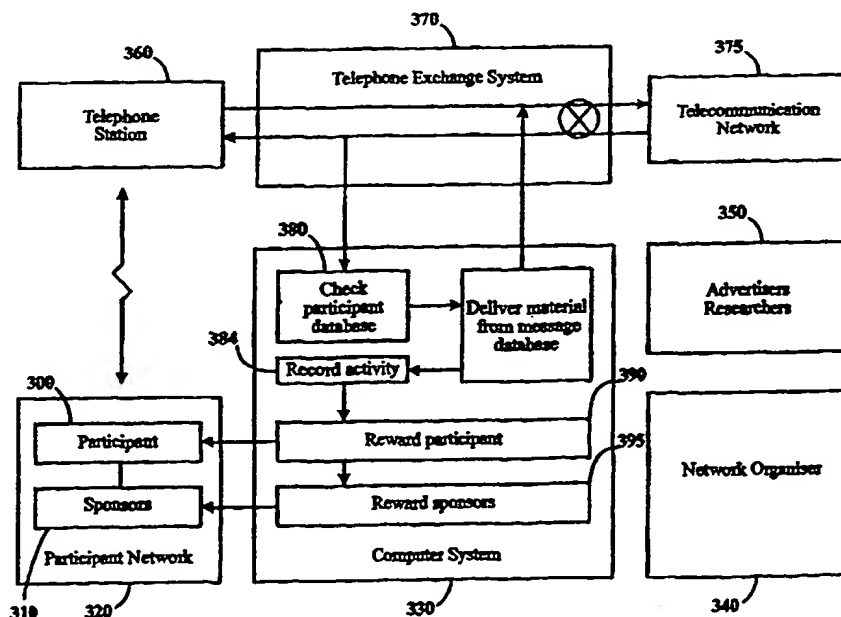 370
360
375
Telephone Exchange System
Telephone
Station
Telecommunication
Network
380
350
Check
participant
database
Deliver material
from message
database
Advertisers
Researchers
384
Record activity
300
390
Participant
Reward participant
395
Network Organiser
Sponsors
Reward sponsors
Participant Network
Computer System
310
320
330
340